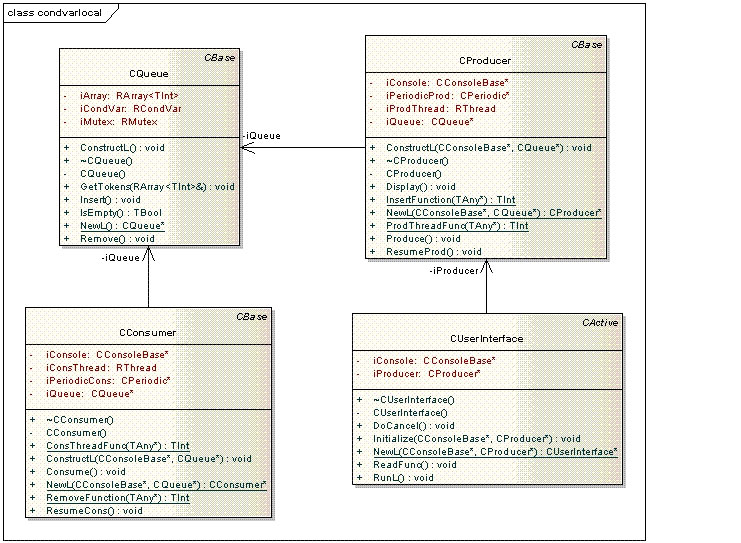 class condvarlocal
CBase
CQueue
- iArray: RArray<TInt>
- iCondVar: RCondVar
- iMutex: RMutex
+ ConstructL() : void
+ ~CQueue()
- CQueue()
+ GetTokens(RArray<TInt>&) : void
+ Insert() : void
+ IsEmpty() : TBool
+ NewL() : CQueue*
+ Remove() : void
CBase
CProducer
- iConsole: CConsoleBase*
- iPeriodicProd: CPeriodic*
- iProdThread: RThread
- iQueue: CQueue*
+ ConstructL(CConsoleBase*, CQueue*) : void
+ ~CProducer()
- CProducer()
+ Display() : void
+ InsertFunction(TAny*) : TInt
+ NewL(CConsoleBase*, CQueue*) : CProducer*
+ ProdThreadFunc(TAny*) : TInt
+ Produce() : void
+ ResumeProd() : void
-iQueue
-iQueue
-iProducer
CBase
CConsumer
- iConsole: CConsoleBase*
- iConsThread: RThread
- iPeriodicCons: CPeriodic*
- iQueue: CQueue*
+ ~CConsumer()
- CConsumer()
+ ConsThreadFunc(TAny*) : TInt
+ ConstructL(CConsoleBase*, CQueue*) : void
+ Consume() : void
+ NewL(CConsoleBase*, CQueue*) : CConsumer*
+ RemoveFunction(TAny*) : TInt
+ ResumeCons() : void
CActive
CUserInterface
- iConsole: CConsoleBase*
- iProducer: CProducer*
+ ~CUserInterface()
- CUserInterface()
+ DoCancel() : void
+ Initialize(CConsoleBase*, CProducer*) : void
+ NewL(CConsoleBase*, CProducer*) : CUserInterface*
+ ReadFunc() : void
+ RunL() : void